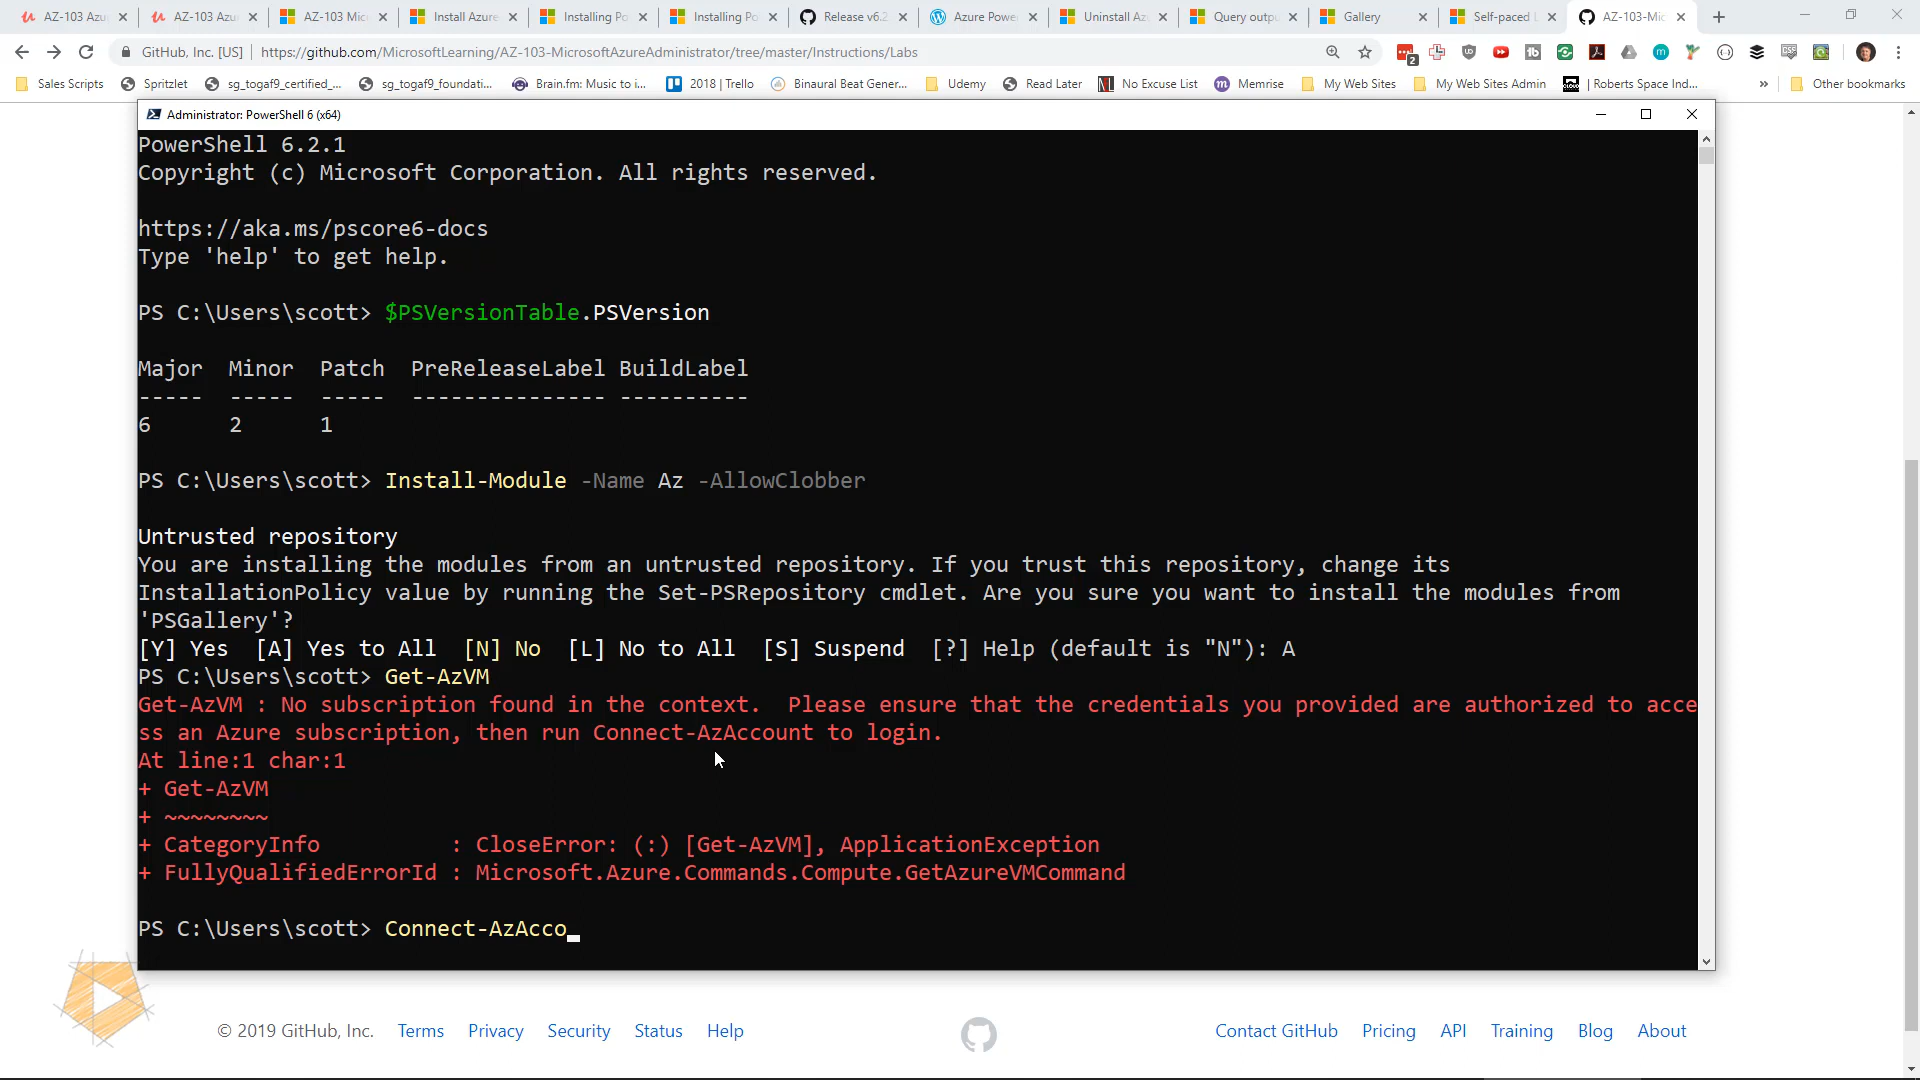 AZ-103 Azu
AZ-103 Azu
AZ-103 Mic
Install Azure
Installing Po
Installing Po
Release v6.2
Azure Powe
Uninstall Az
Query outp
Gallery
Self-paced L
AZ-103-Mic
GitHub, Inc. [US] | https://github.com/MicrosoftLearning/AZ-103-MicrosoftAzureAdministrator/tree/master/Instructions/Labs
2
Sales Scripts
Spritzlet
sg_togaf9_certified_...
sg_togaf9_foundati...
Brain.fm: Music to i...
2018 | Trello
Binaural Beat Gener...
Udemy
Read Later
No Excuse List
Memrise
My Web Sites
My Web Sites Admin
| Roberts Space Ind...
»
Other bookmarks
Administrator: PowerShell 6 (x64)
PowerShell 6.2.1
Copyright (c) Microsoft Corporation. All rights reserved.
https://aka.ms/pscore6-docs
Type 'help' to get help.
PS C:\Users\scott> $PSVersionTable.PSVersion
Major  Minor  Patch  PreReleaseLabel BuildLabel
-----  -----  -----  --------------- ----------
6      2      1
PS C:\Users\scott> Install-Module -Name Az -AllowClobber
Untrusted repository
You are installing the modules from an untrusted repository. If you trust this repository, change its
InstallationPolicy value by running the Set-PSRepository cmdlet. Are you sure you want to install the modules from
'PSGallery'?
[Y] Yes  [A] Yes to All  [N] No  [L] No to All  [S] Suspend  [?] Help (default is "N"): A
PS C:\Users\scott> Get-AzVM
Get-AzVM : No subscription found in the context.  Please ensure that the credentials you provided are authorized to acce
ss an Azure subscription, then run Connect-AzAccount to login.
At line:1 char:1
+ Get-AzVM
+ ~~~~~~~~
+ CategoryInfo          : CloseError: (:) [Get-AzVM], ApplicationException
+ FullyQualifiedErrorId : Microsoft.Azure.Commands.Compute.GetAzureVMCommand
PS C:\Users\scott> Connect-AzAcco_
© 2019 GitHub, Inc.
Terms
Privacy
Security
Status
Help
Contact GitHub
Pricing
API
Training
Blog
About